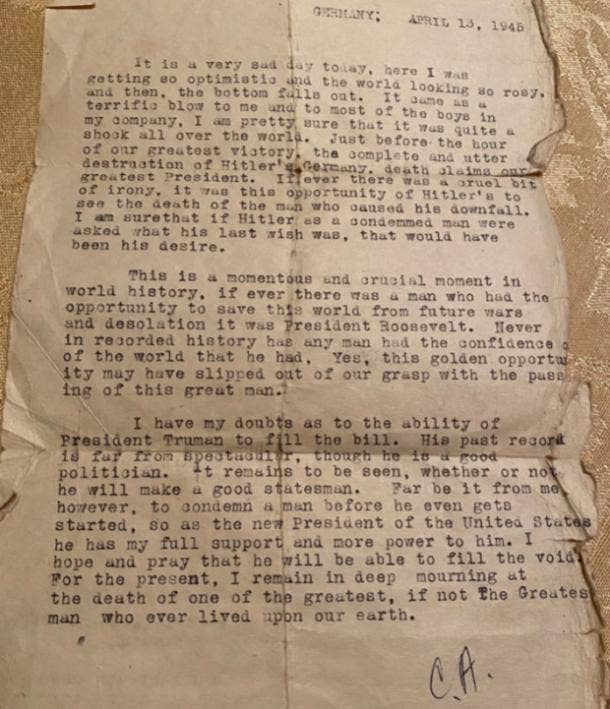 GERMANY; APRIL 13, 1945
It is a very sad day today, here I was
getting so optimistic and the world looking so rosy,
and then, the bottom falls out. It came as a
terrific blow to me and to most of the boys in
my company, I am pretty sure that it was quite a
shock all over the world. Just before the hour
of our greatest victory, the complete and utter
destruction of Hitler's Germany, death claims our
greatest President. If ever there was a cruel bit
of irony, it was this opportunity of Hitler's to
see the death of the man who caused his downfall.
I am surethat if Hitler as a condemmed man were
asked what his last wish was, that would have
been his desire.
This is a momentous and crucial moment in
world history, if ever there was a man who had the
opportunity to save this world from future wars
and desolation it was President Roosevelt. Never
in recorded history has any man had the confidence
of the world that he had, Yes, this golden opportu
ity may have slipped out of our grasp with the pass
ing of this great man.
I have my doubts as to the ability of
President Truman to fill the bill. His past record
is far from spectacular, though he is a good
politician. It remains to be seen, whether or not
he will make a good statesman. Far be it from me,
however, to condemn a man before he even gets
started, so as the new President of the United States
he has my full support and more power to him. I
hope and pray that he will be able to fill the void.
For the present, I remain in deep mourning at
the death of one of the greatest, if not The Greates
man who ever lived upon our earth.
C.A.